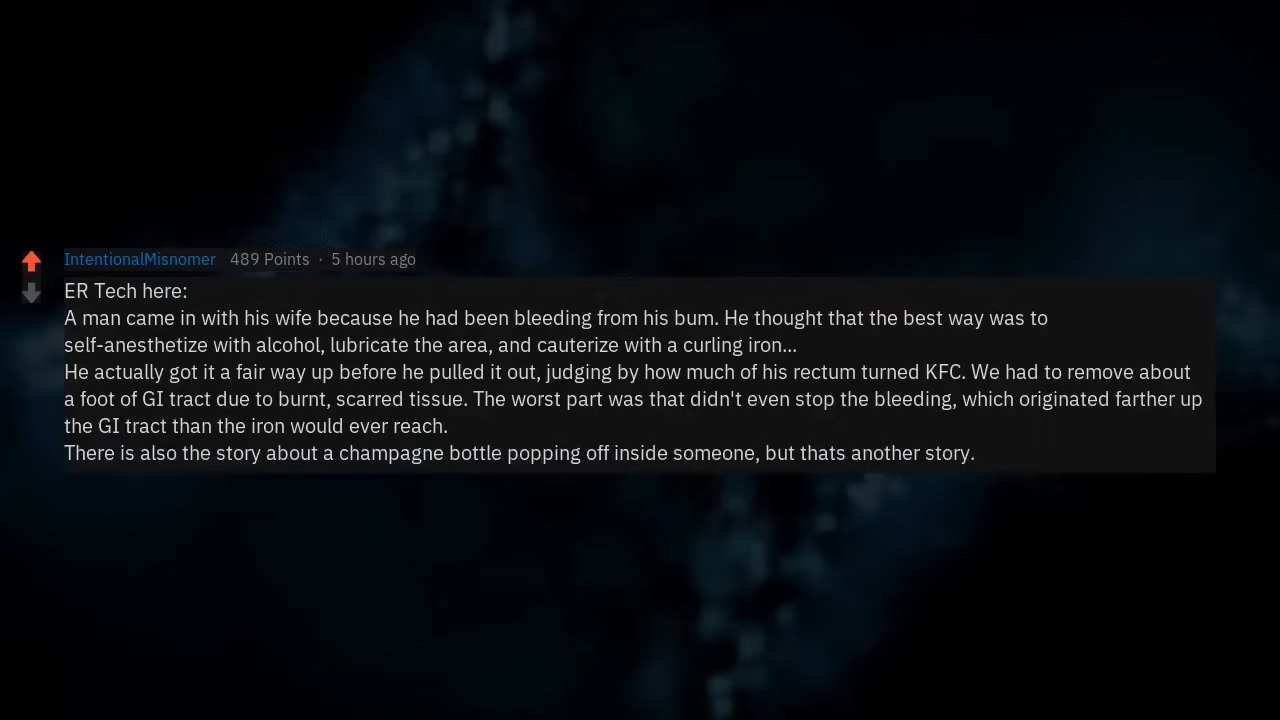 IntentionalMisnomer 489 Points · 5 hours ago
ER Tech here:
A man came in with his wife because he had been bleeding from his bum. He thought that the best way was to
self-anesthetize with alcohol, lubricate the area, and cauterize with a curling iron...
He actually got it a fair way up before he pulled it out, judging by how much of his rectum turned KFC. We had to remove about
a foot of GI tract due to burnt, scarred tissue. The worst part was that didn't even stop the bleeding, which originated farther up
the GI tract than the iron would ever reach.
There is also the story about a champagne bottle popping off inside someone, but thats another story.